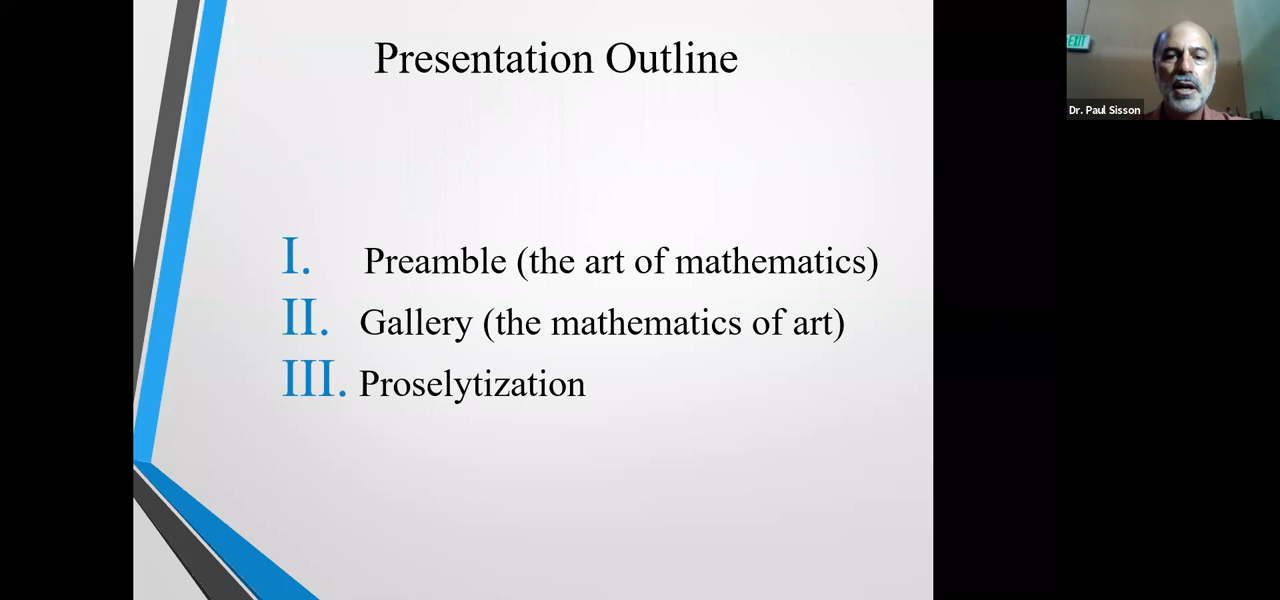 Presentation Outline
EXIT
Dr. Paul Sisson
I. Preamble (the art of mathematics)
II. Gallery (the mathematics of art)
III. Proselytization